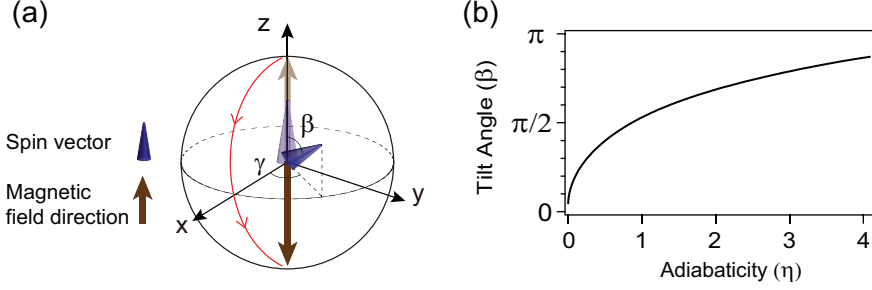 (a)
z
β
γ
x
y
Spin vector
Magnetic
field direction
(b)
Tilt Angle (β)
π
π/2
0
0 1 2 3 4
Adiabaticity (η)